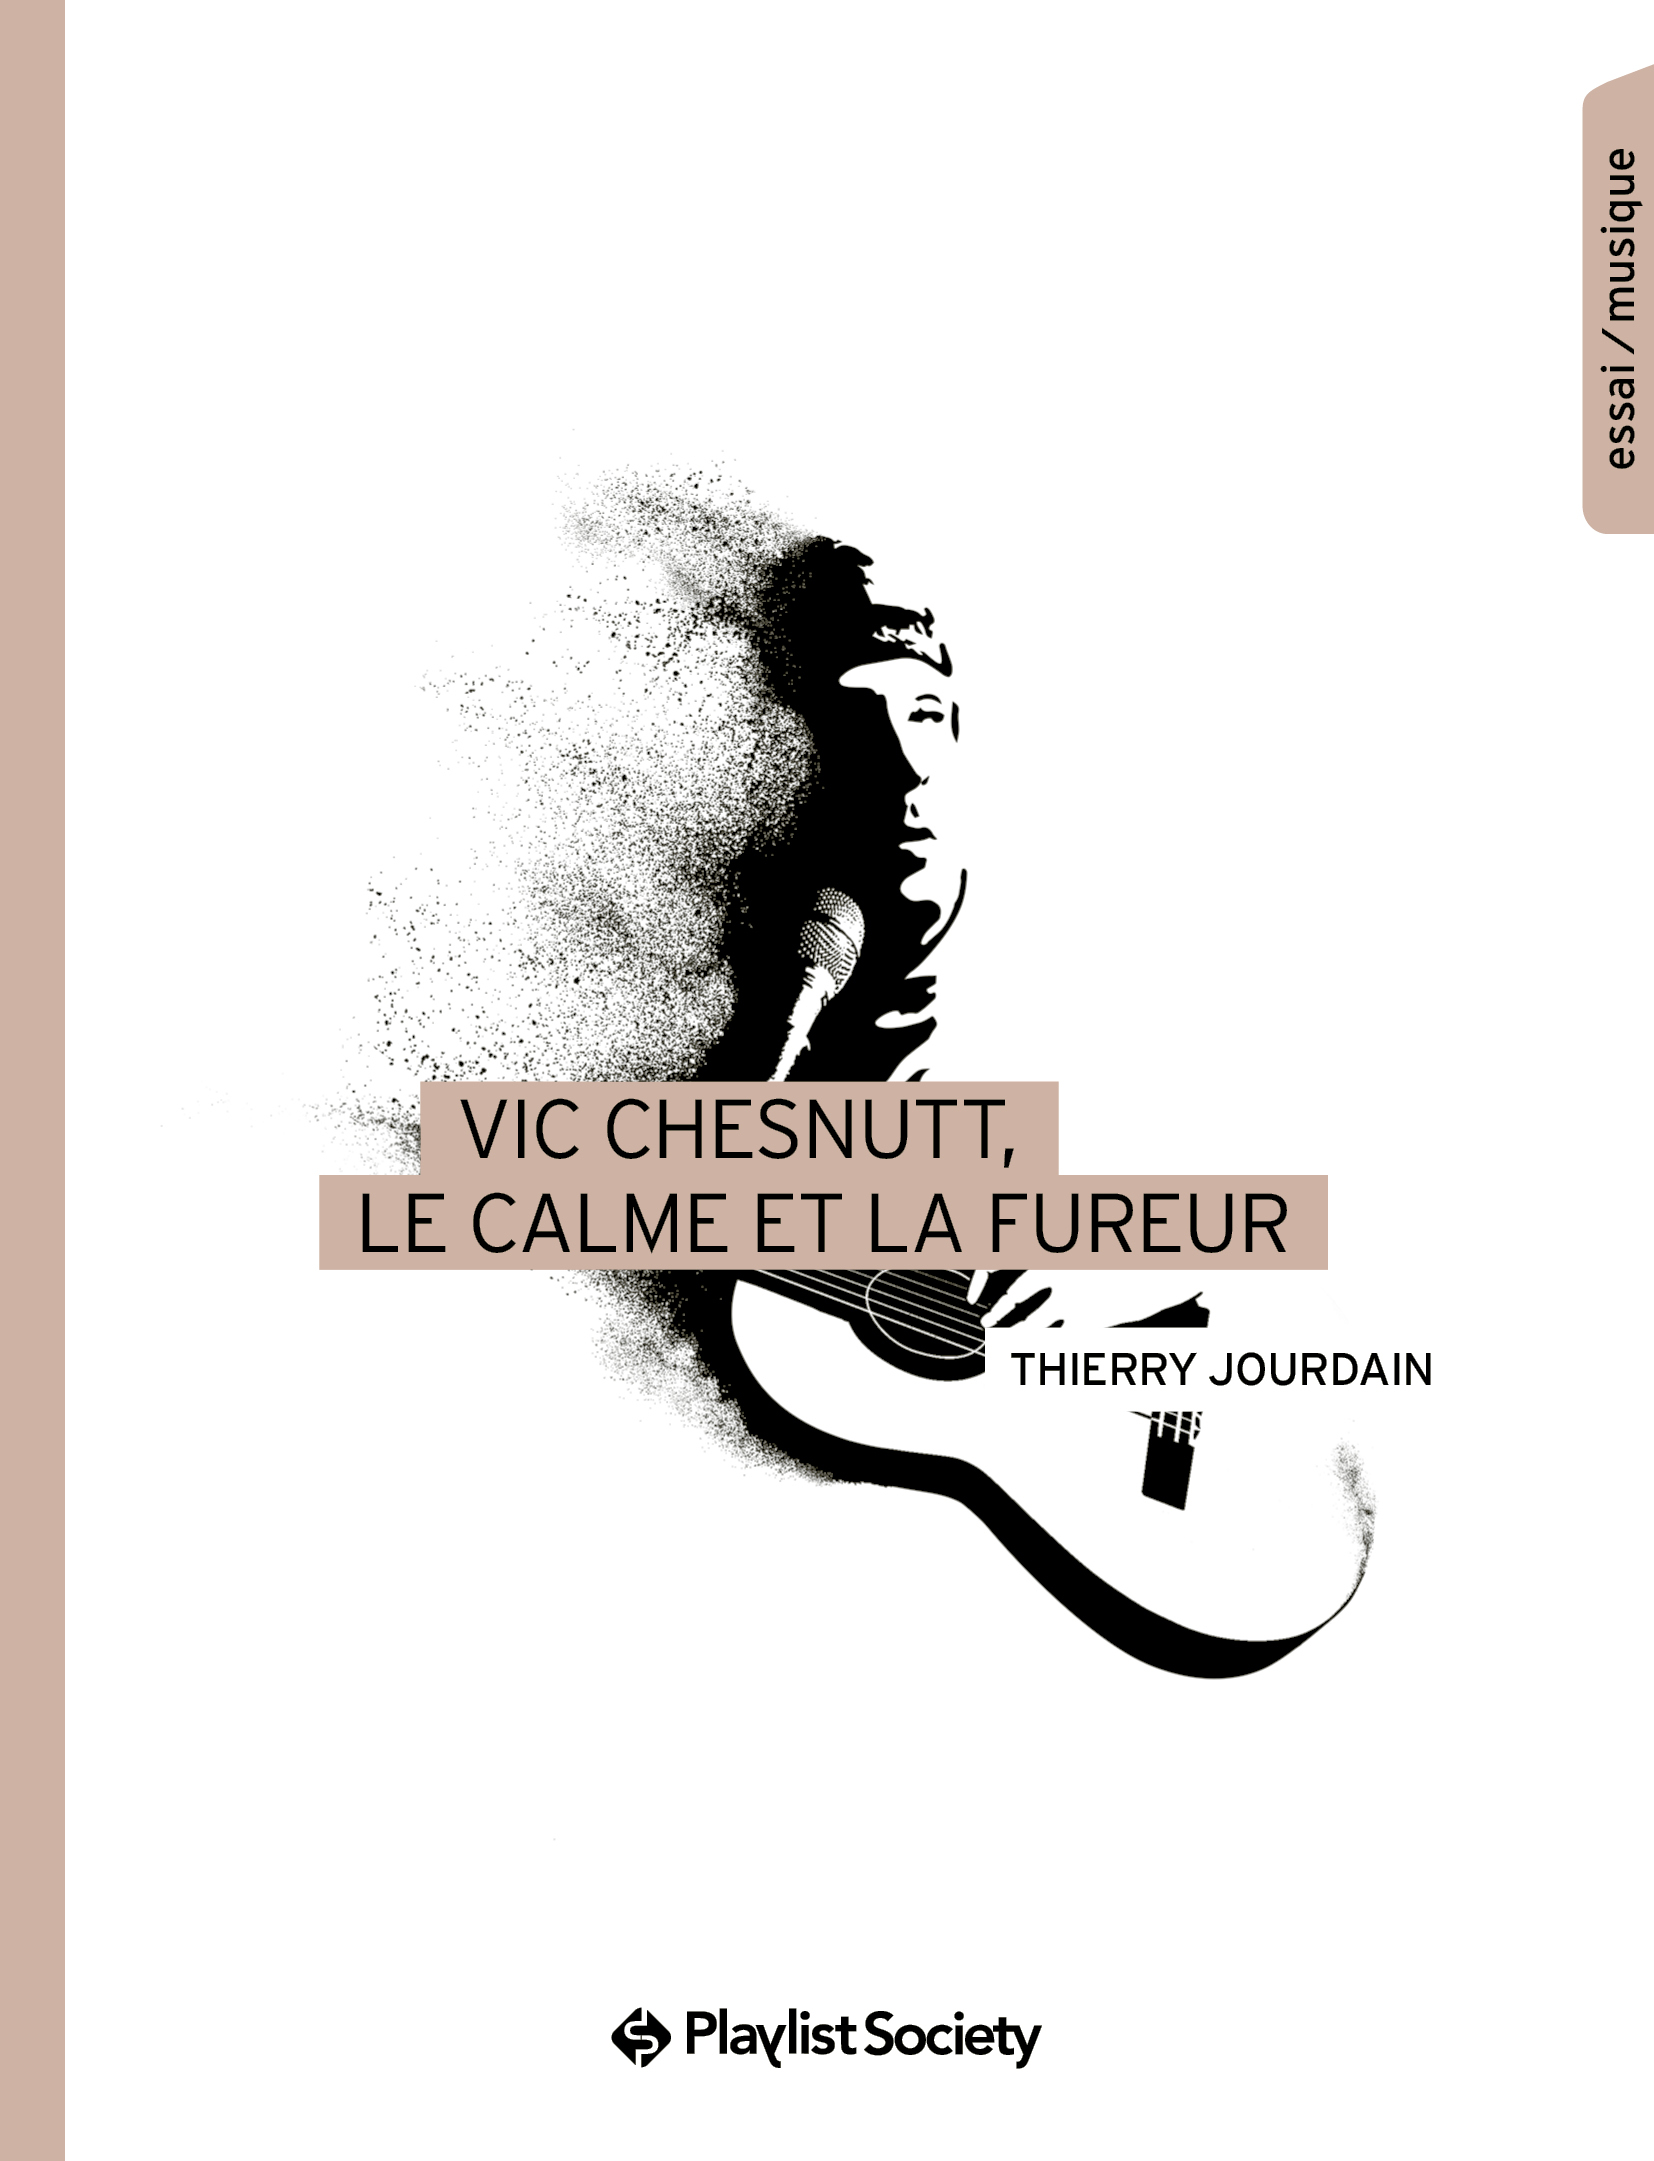 essai / musique
VIC CHESNUTT,
LE CALME ET LA FUREUR
THIERRY JOURDAIN
Playlist Society